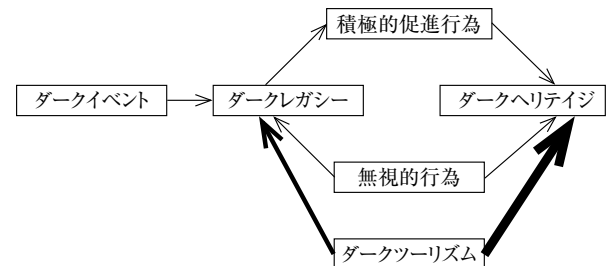 積極的促進行為
ダークイベント
ダークレガシー
ダークヘリテイジ
無視的行為
ダークツーリズム